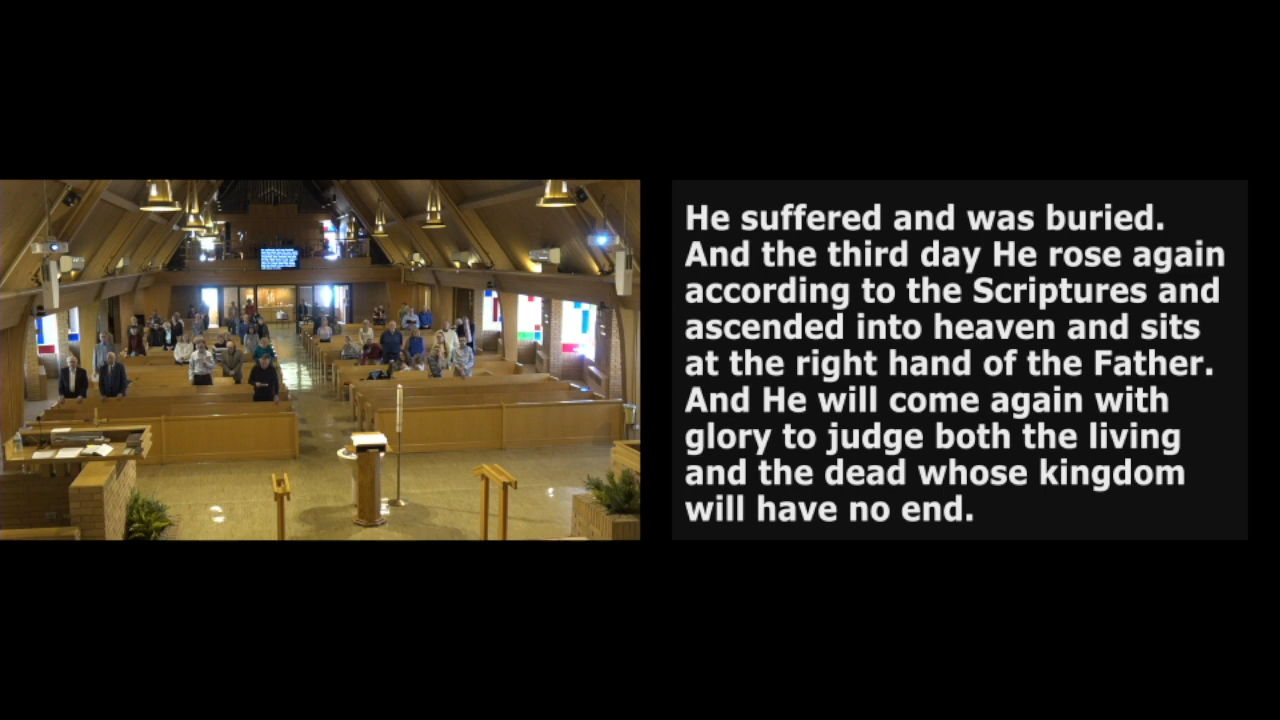 He suffered and was buried.
And the third day He rose again
according to the Scriptures and
ascended into heaven and sits
at the right hand of the Father.
And He will come again with
glory to judge both the living
and the dead whose kingdom
will have no end.